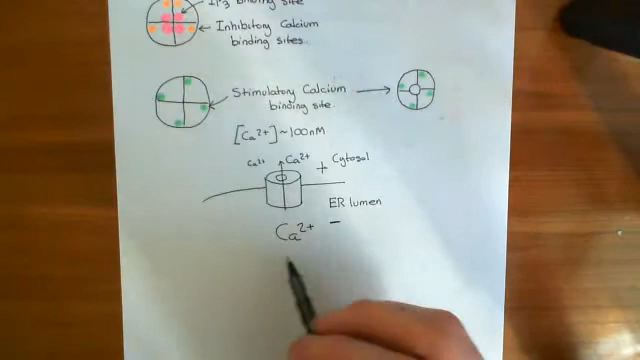 IP3 binding site
Inhibitory Calcium
binding sites.
Stimulatory Calcium
binding site.
[Ca²⁺] ~ 100nM
Ca²⁺ Ca²⁺ + Cytosol
ER lumen
Ca²⁺ −